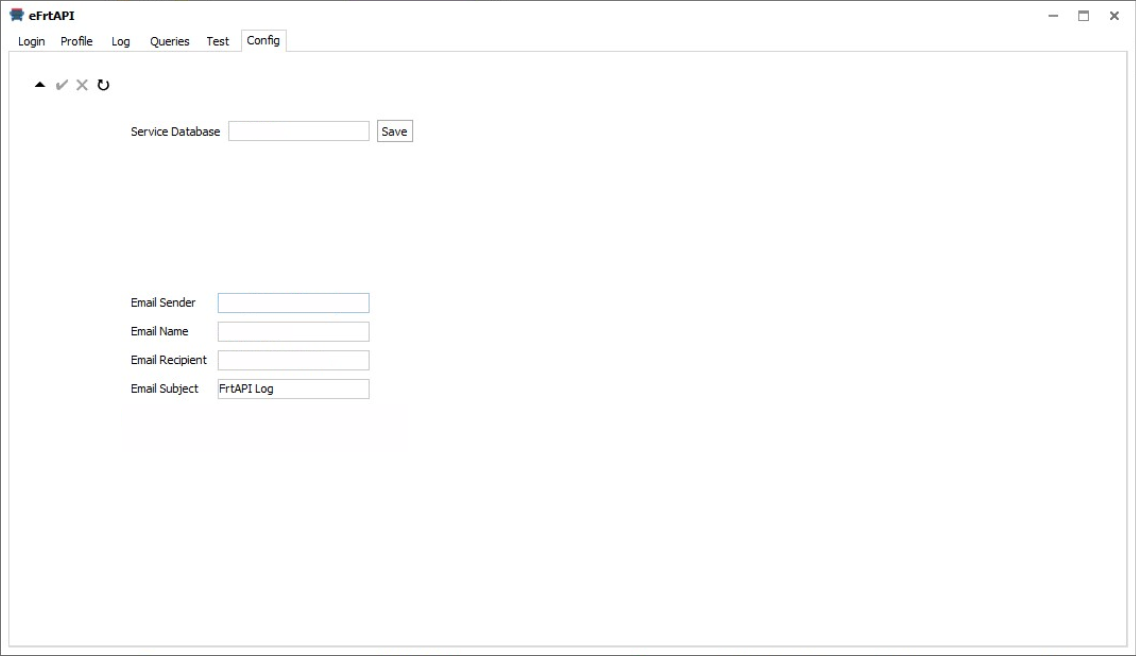 eFrtAPI
Login Profile Log Queries Test Config
Service Database Save
Email Sender
Email Name
Email Recipient
Email Subject FrtAPI Log